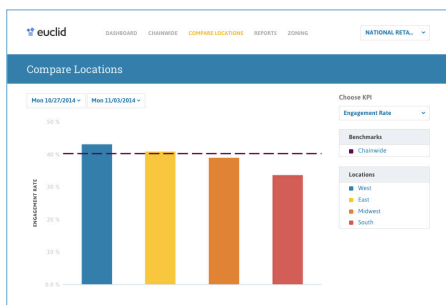 euclid
DASHBOARD CHAINWIDE COMPARE LOCATIONS REPORTS ZONING
NATIONAL RETA...
Compare Locations
Mon 10/27/2014 Mon 11/03/2014
Choose KPI
Engagement Rate
Benchmarks
Chainwide
Locations
West
East
Midwest
South
ENGAGEMENT RATE
50 %
40 %
30 %
20 %
10 %
0.0 %